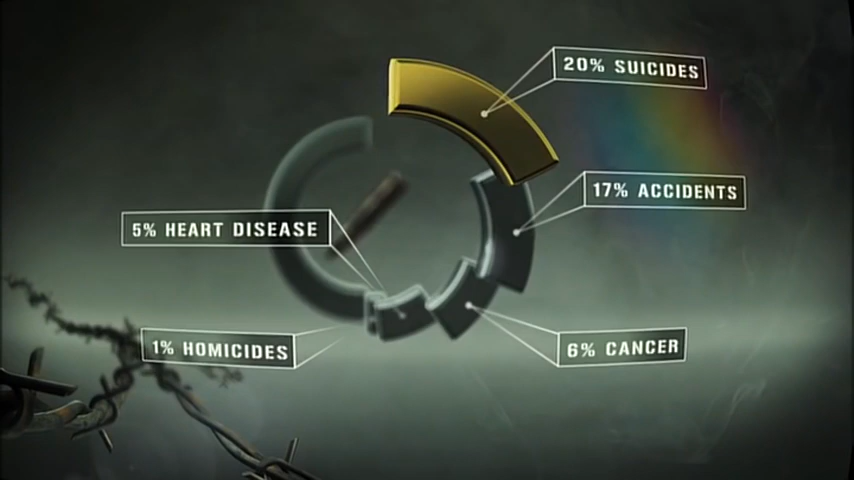 20% SUICIDES
17% ACCIDENTS
5% HEART DISEASE
1% HOMICIDES
6% CANCER